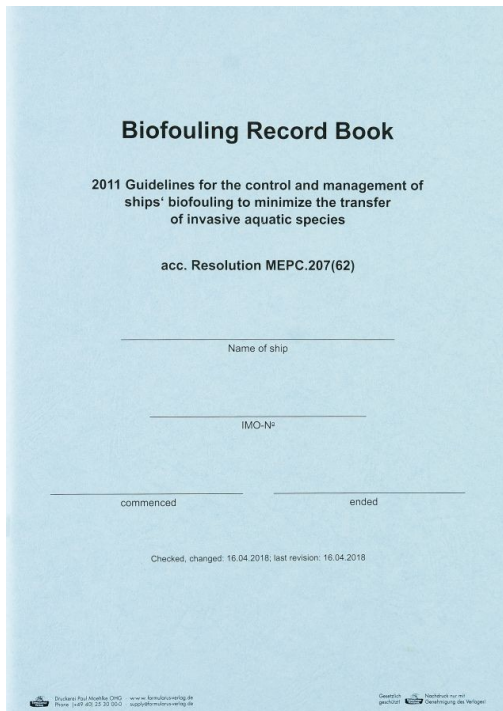 Biofouling Record Book
2011 Guidelines for the control and management of
ships‘ biofouling to minimize the transfer
of invasive aquatic species
acc. Resolution MEPC.207(62)
Name of ship
IMO-Nº
commenced
ended
Checked, changed: 16.04.2018; last revision: 16.04.2018
Druckerei Paul Moehlke OHG www.formularusverlag.de
Phone: (+49 40) 25 30 00-0 supply@formularusverlag.de
Gesetzlich geschützt!
Nachdruck nur mit
Genehmigung des Verlages!